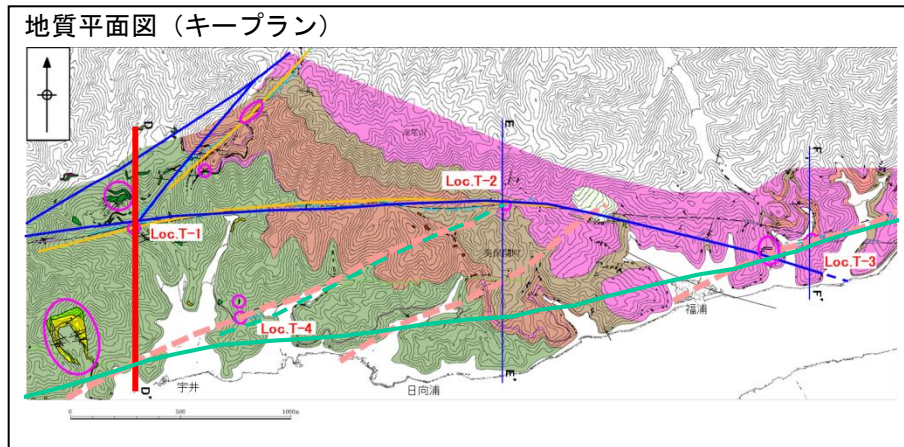 地質平面図（キープラン）
D
E
F'
Loc.T-2
Loc.T-1
Loc.T-3
Loc.T-4
福浦
D'
宇井
日向浦
E'
F"
0
500
1000m